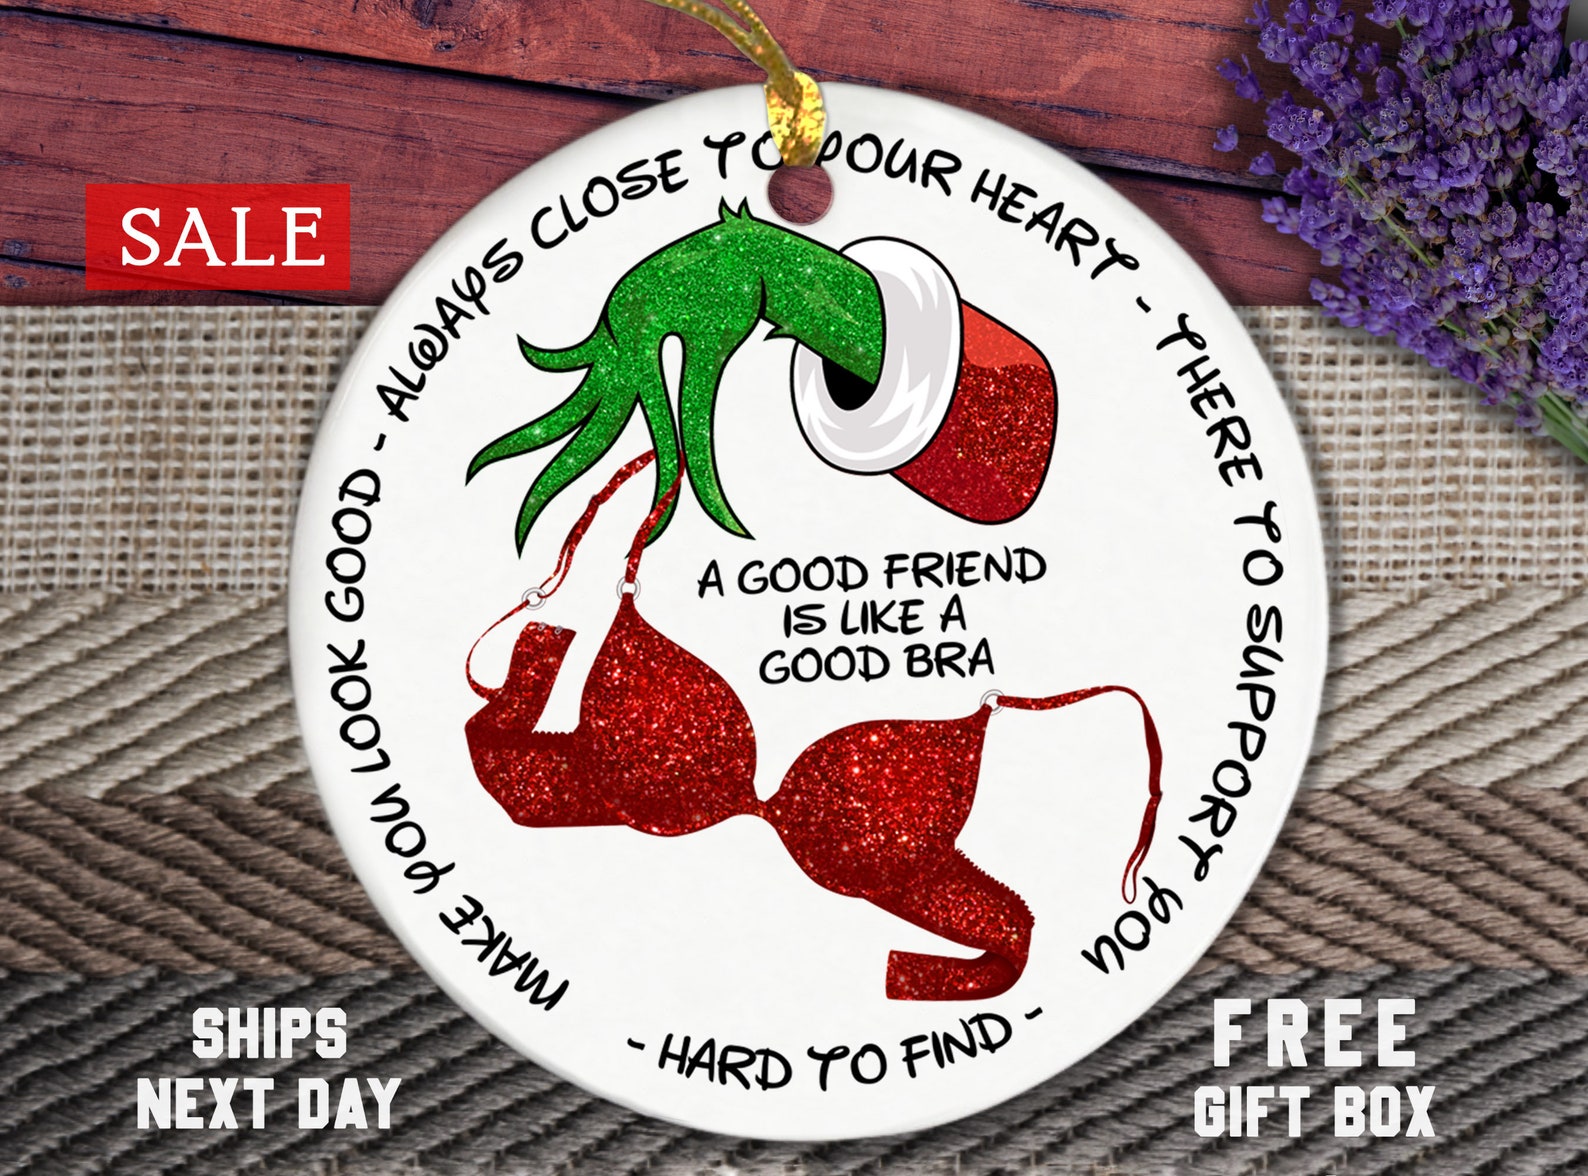 SALE
MAKE YOU LOOK GOOD - ALWAYS CLOSE TO YOUR HEART - THERE TO SUPPORT YOU
- HARD TO FIND -
A GOOD FRIEND
IS LIKE A
GOOD BRA
SHIPS
NEXT DAY
FREE
GIFT BOX